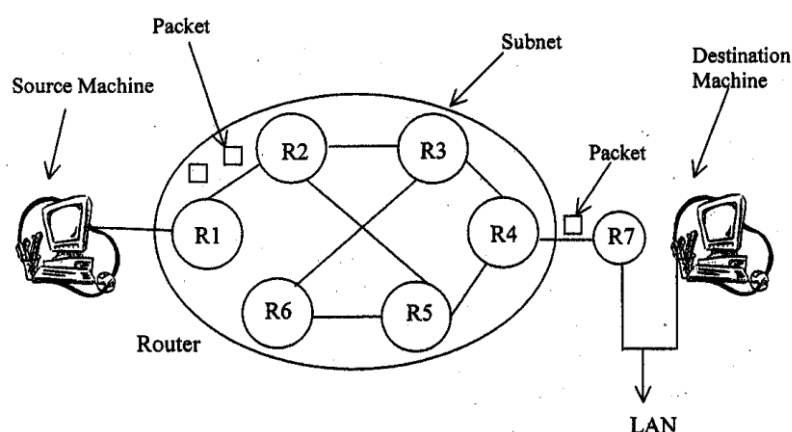 Packet
Subnet
Destination
Machine
Source Machine
Packet
R2
R3
R1
R4
R7
R6
R5
Router
LAN